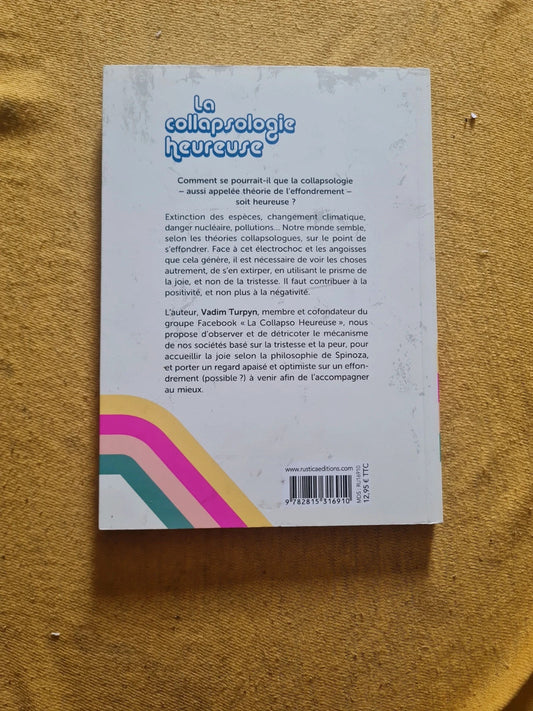 La
collapsologie
heureuse
Comment se pourrait-il que la collapsologie
– aussi appelée théorie de l'effondrement –
soit heureuse ?
Extinction des espèces, changement climatique,
danger nucléaire, pollutions... Notre monde semble,
selon les théories collapsologues, sur le point de
s'effondrer. Face à cet électrochoc et les angoisses
que cela génère, il est nécessaire de voir les choses
autrement, de s'en extirper, en utilisant le prisme de
la joie, et non de la tristesse. Il faut contribuer à la
positivité, et non plus à la négativité.
L'auteur, Vadim Turpyn, membre et cofondateur du
groupe Facebook « La Collapso Heureuse », nous
propose d'observer et de détricoter le mécanisme
de nos sociétés basé sur la tristesse et la peur, pour
accueillir la joie selon la philosophie de Spinoza,
et porter un regard apaisé et optimiste sur un effon-
drement (possible ?) à venir afin de l'accompagner
au mieux.
www.rusticaeditions.com
9 782815 316910
MDS : RU16910
12,95 € TTC